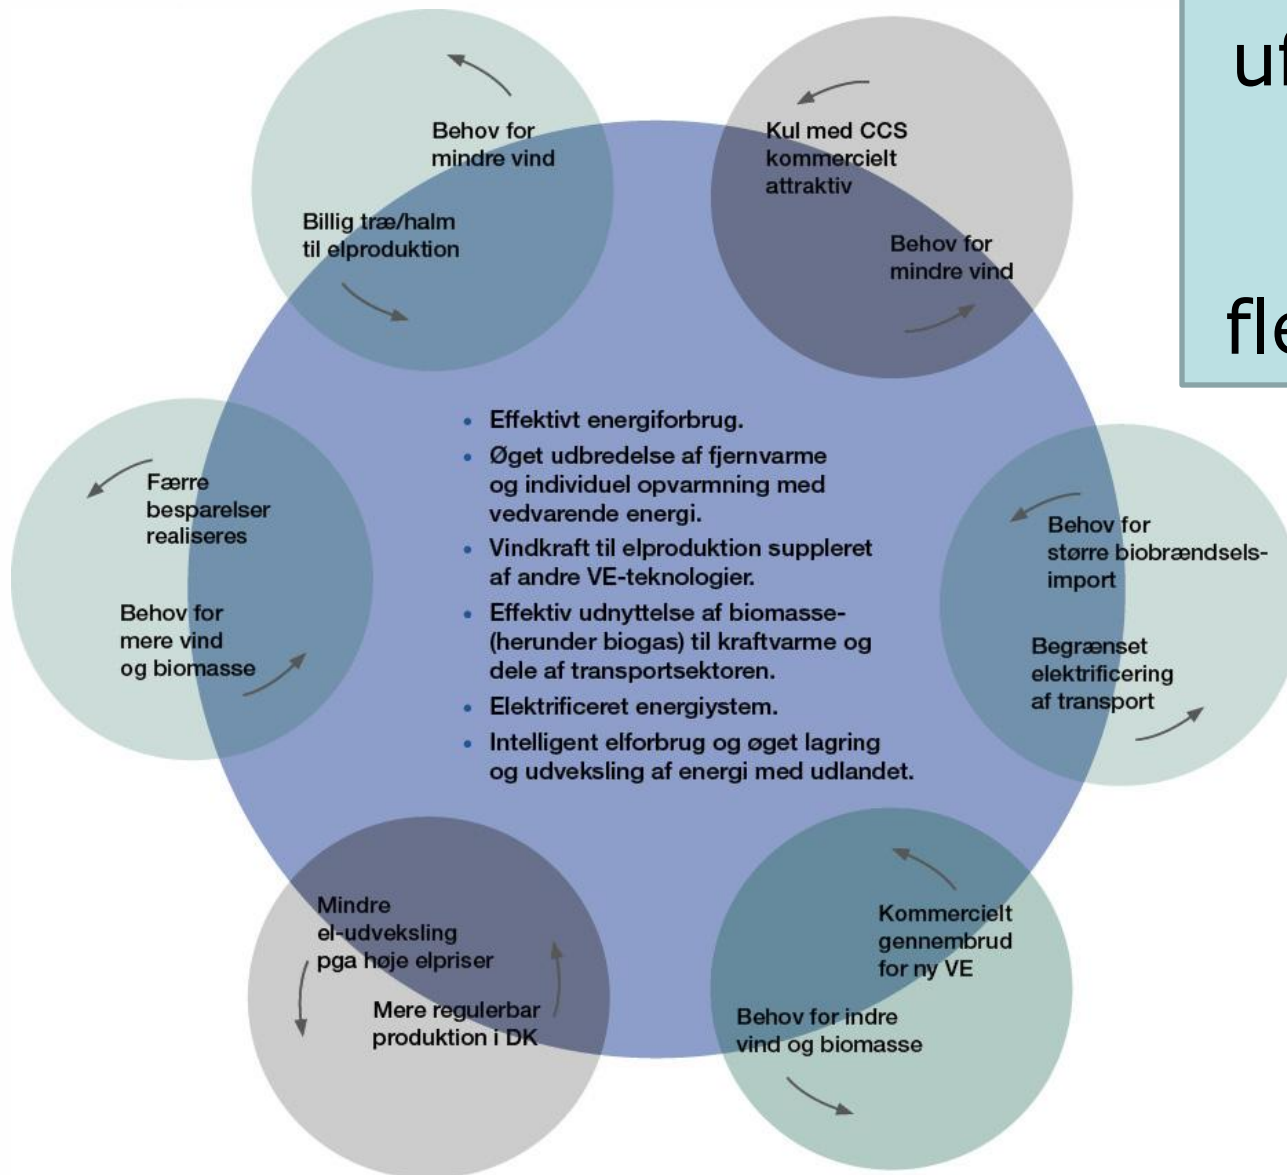 Behov for
mindre vind
Billig træ/halm
til elproduktion
Kul med CCS
kommercielt
attraktiv
Behov for
mindre vind
Færre
besparelser
realiseres
Behov for
mere vind
og biomasse
• Effektivt energiforbrug.
• Øget udbredelse af fjernvarme
og individuel opvarmning med
vedvarende energi.
• Vindkraft til elproduktion suppleret
af andre VE-teknologier.
• Effektiv udnyttelse af biomasse-
(herunder biogas) til kraftvarme og
dele af transportsektoren.
• Elektrificeret energiystem.
• Intelligent elforbrug og øget lagring
og udveksling af energi med udlandet.
Behov for
større biobrændsels-
import
Begrænset
elektrificering
af transport
Mindre
el-udveksling
pga høje elpriser
Mere regulerbar
produktion i DK
Kommercielt
gennembrud
for ny VE
Behov for indre
vind og biomasse